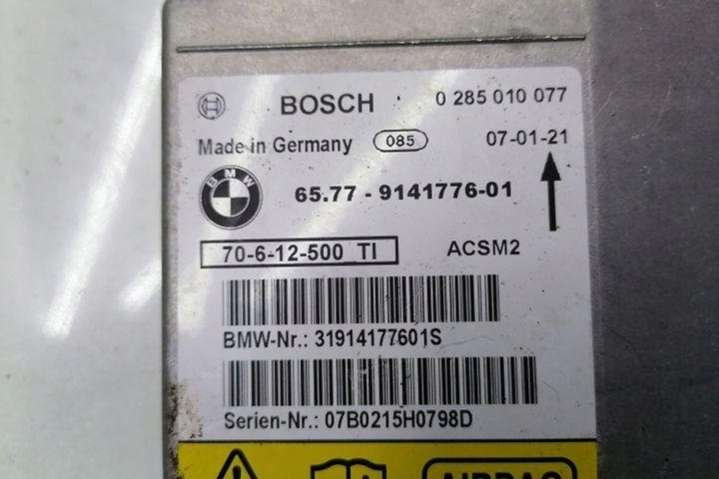 BOSCH 0 285 010 077
Made in Germany 085 07-01-21
BMW 65.77 - 9141776-01
70-6-12-500 TI ACSM2
BMW-Nr.: 31914177601S
Serien-Nr.: 07B0215H0798D
AIRBAG